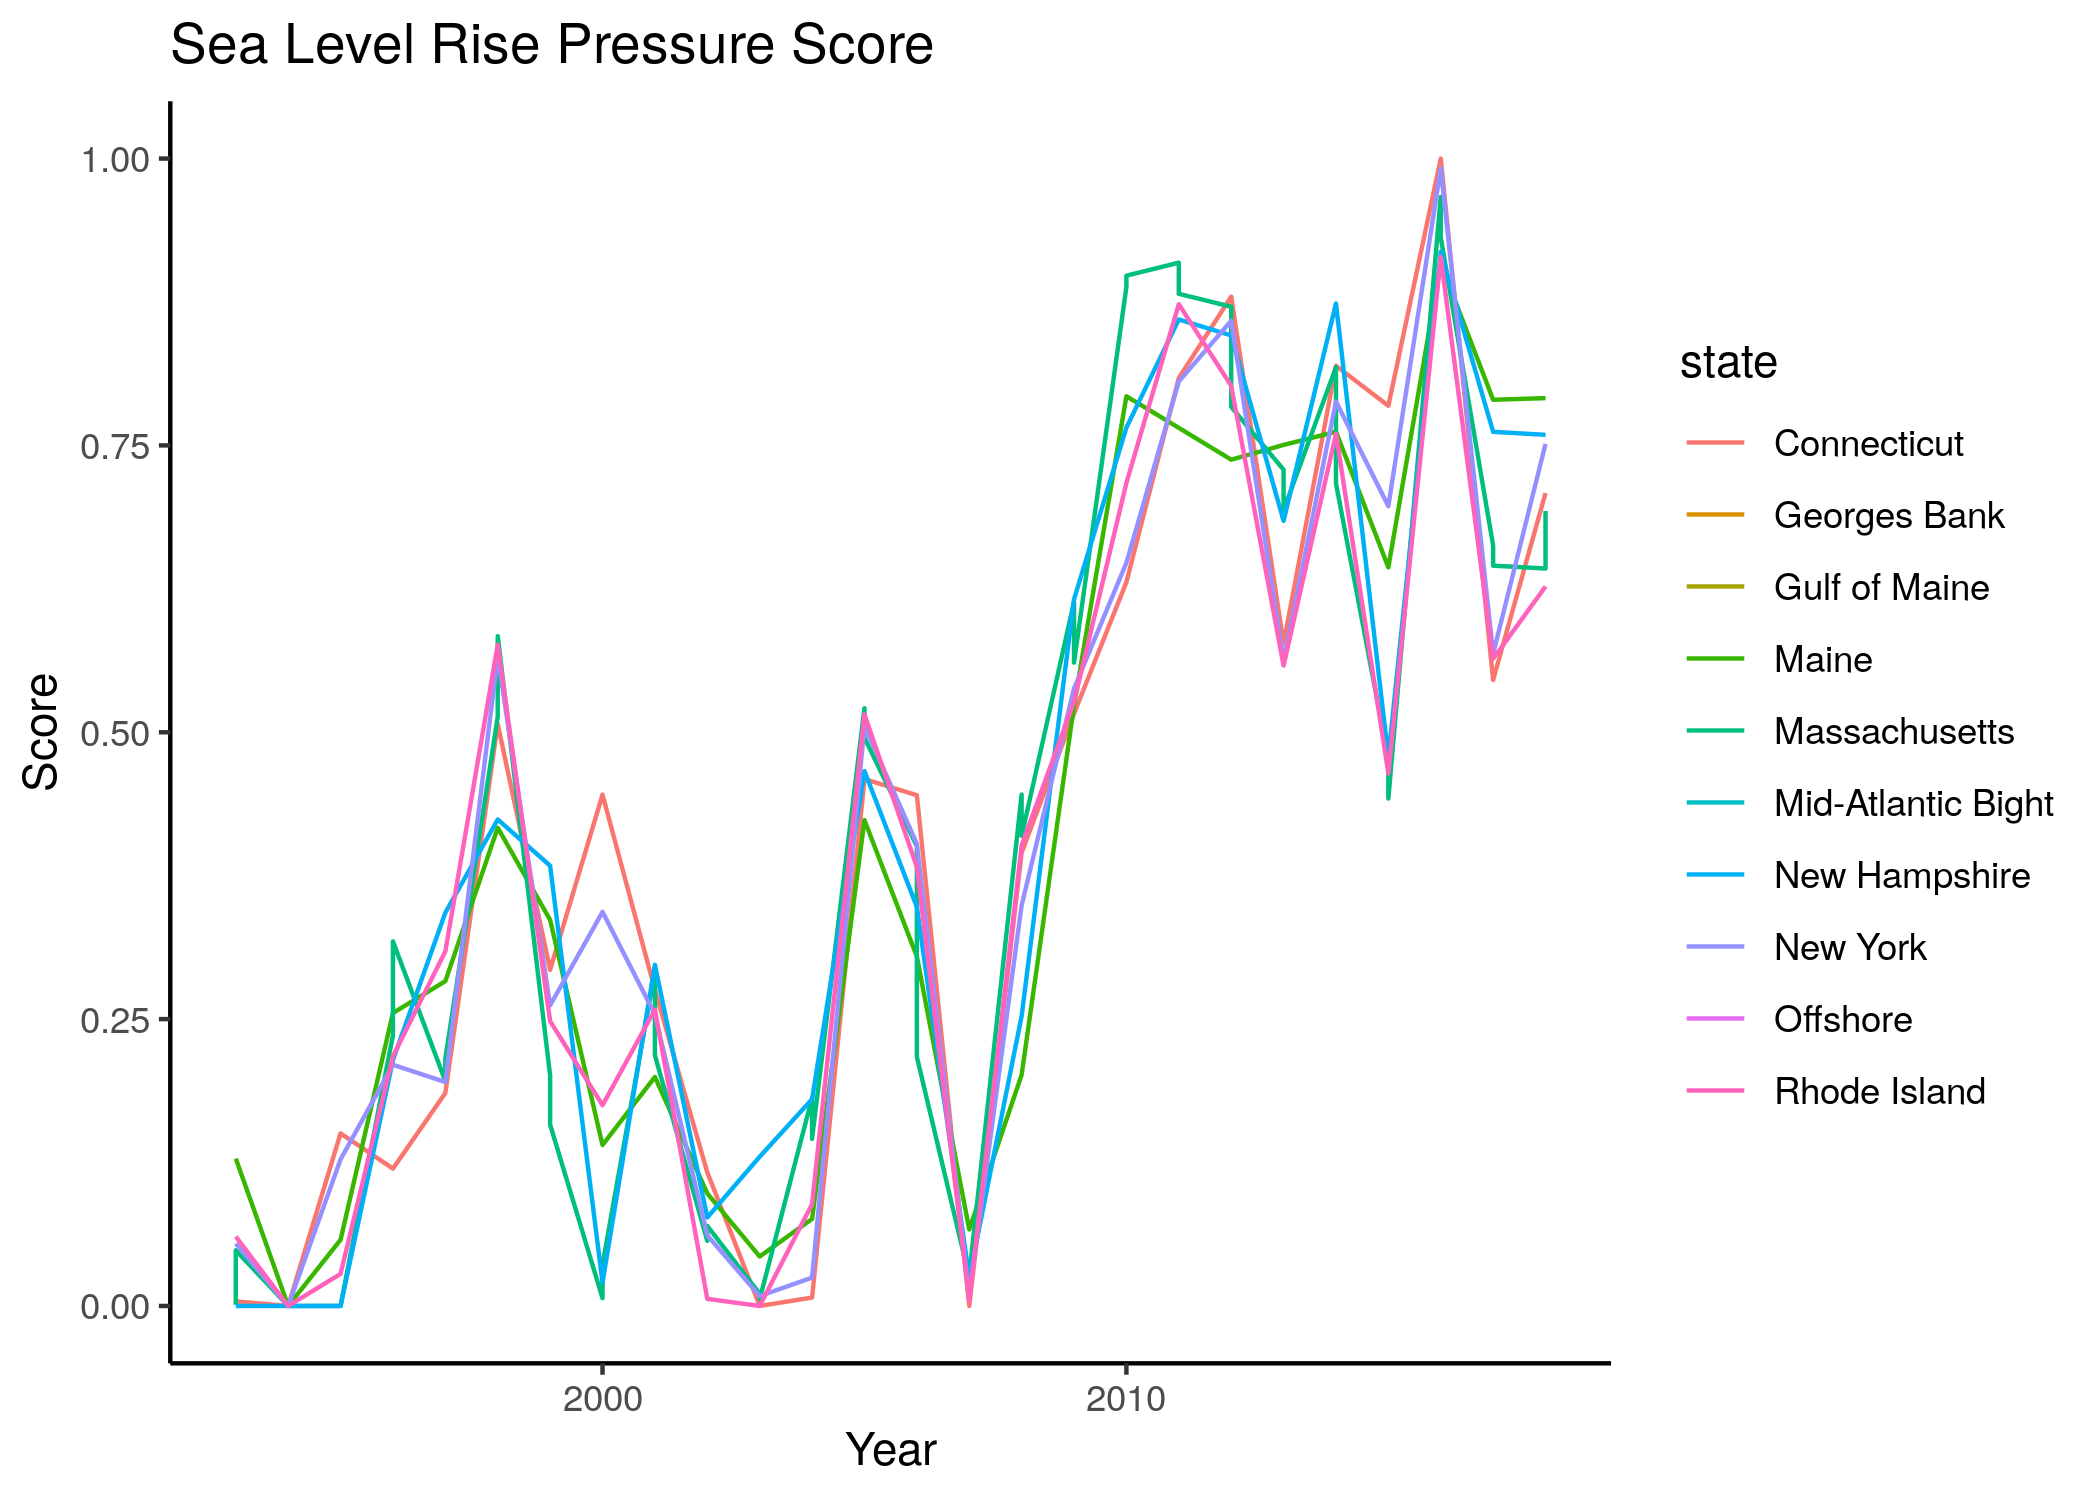 Sea Level Rise Pressure Score
1.00
0.75
0.50
0.25
0.00
Score
2000
2010
Year
state
Connecticut
Georges Bank
Gulf of Maine
Maine
Massachusetts
Mid-Atlantic Bight
New Hampshire
New York
Offshore
Rhode Island